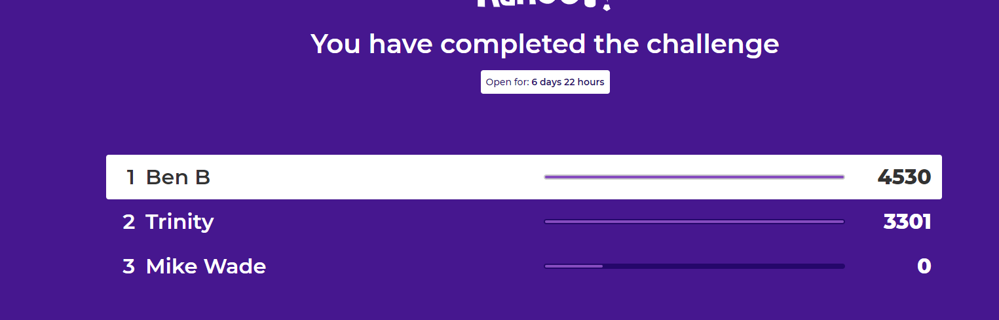 You have completed the challenge
Open for: 6 days 22 hours
1 Ben B 4530
2 Trinity 3301
3 Mike Wade 0